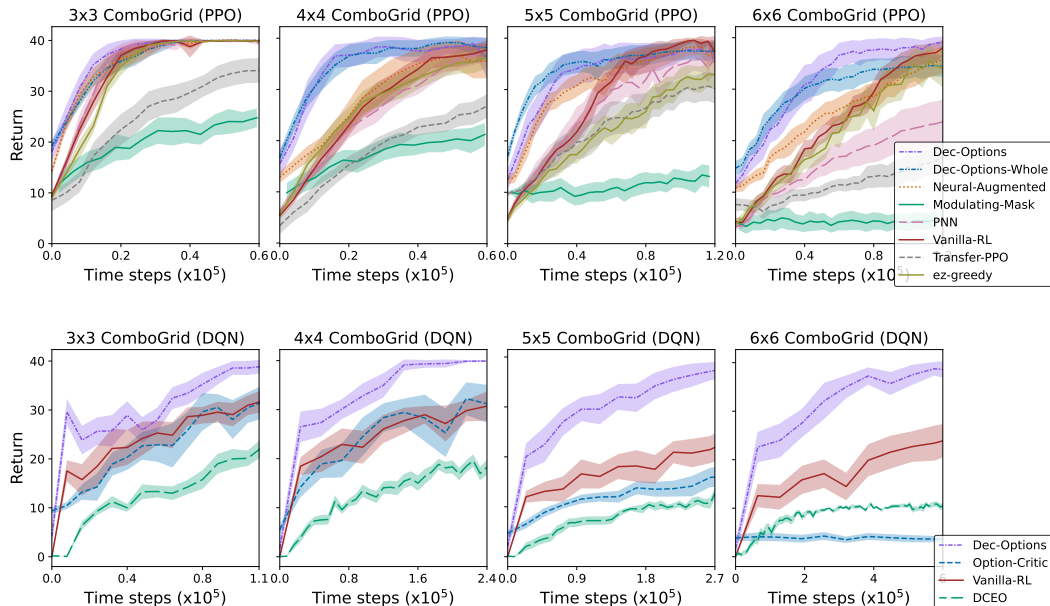 3x3 ComboGrid (PPO)
4x4 ComboGrid (PPO)
5x5 ComboGrid (PPO)
6x6 ComboGrid (PPO)
Return
40
30
20
10
0
0.0 0.2 0.4 0.6
0.0 0.2 0.4 0.6
0.0 0.4 0.8 1.2
0.0 0.4 0.8
Time steps (x10⁵)
Time steps (x10⁵)
Time steps (x10⁵)
Time steps (x10⁵)
Dec-Options
Dec-Options-Whole
Neural-Augmented
Modulating-Mask
PNN
Vanilla-RL
Transfer-PPO
ez-greedy
3x3 ComboGrid (DQN)
4x4 ComboGrid (DQN)
5x5 ComboGrid (DQN)
6x6 ComboGrid (DQN)
Return
40
30
20
10
0
0.0 0.4 0.8 1.1
0.0 0.8 1.6 2.4
0.0 0.9 1.8 2.7
0 2 4
Time steps (x10⁵)
Time steps (x10⁵)
Time steps (x10⁵)
Time steps (x10⁵)
Dec-Options
Option-Critic
Vanilla-RL
DCEO